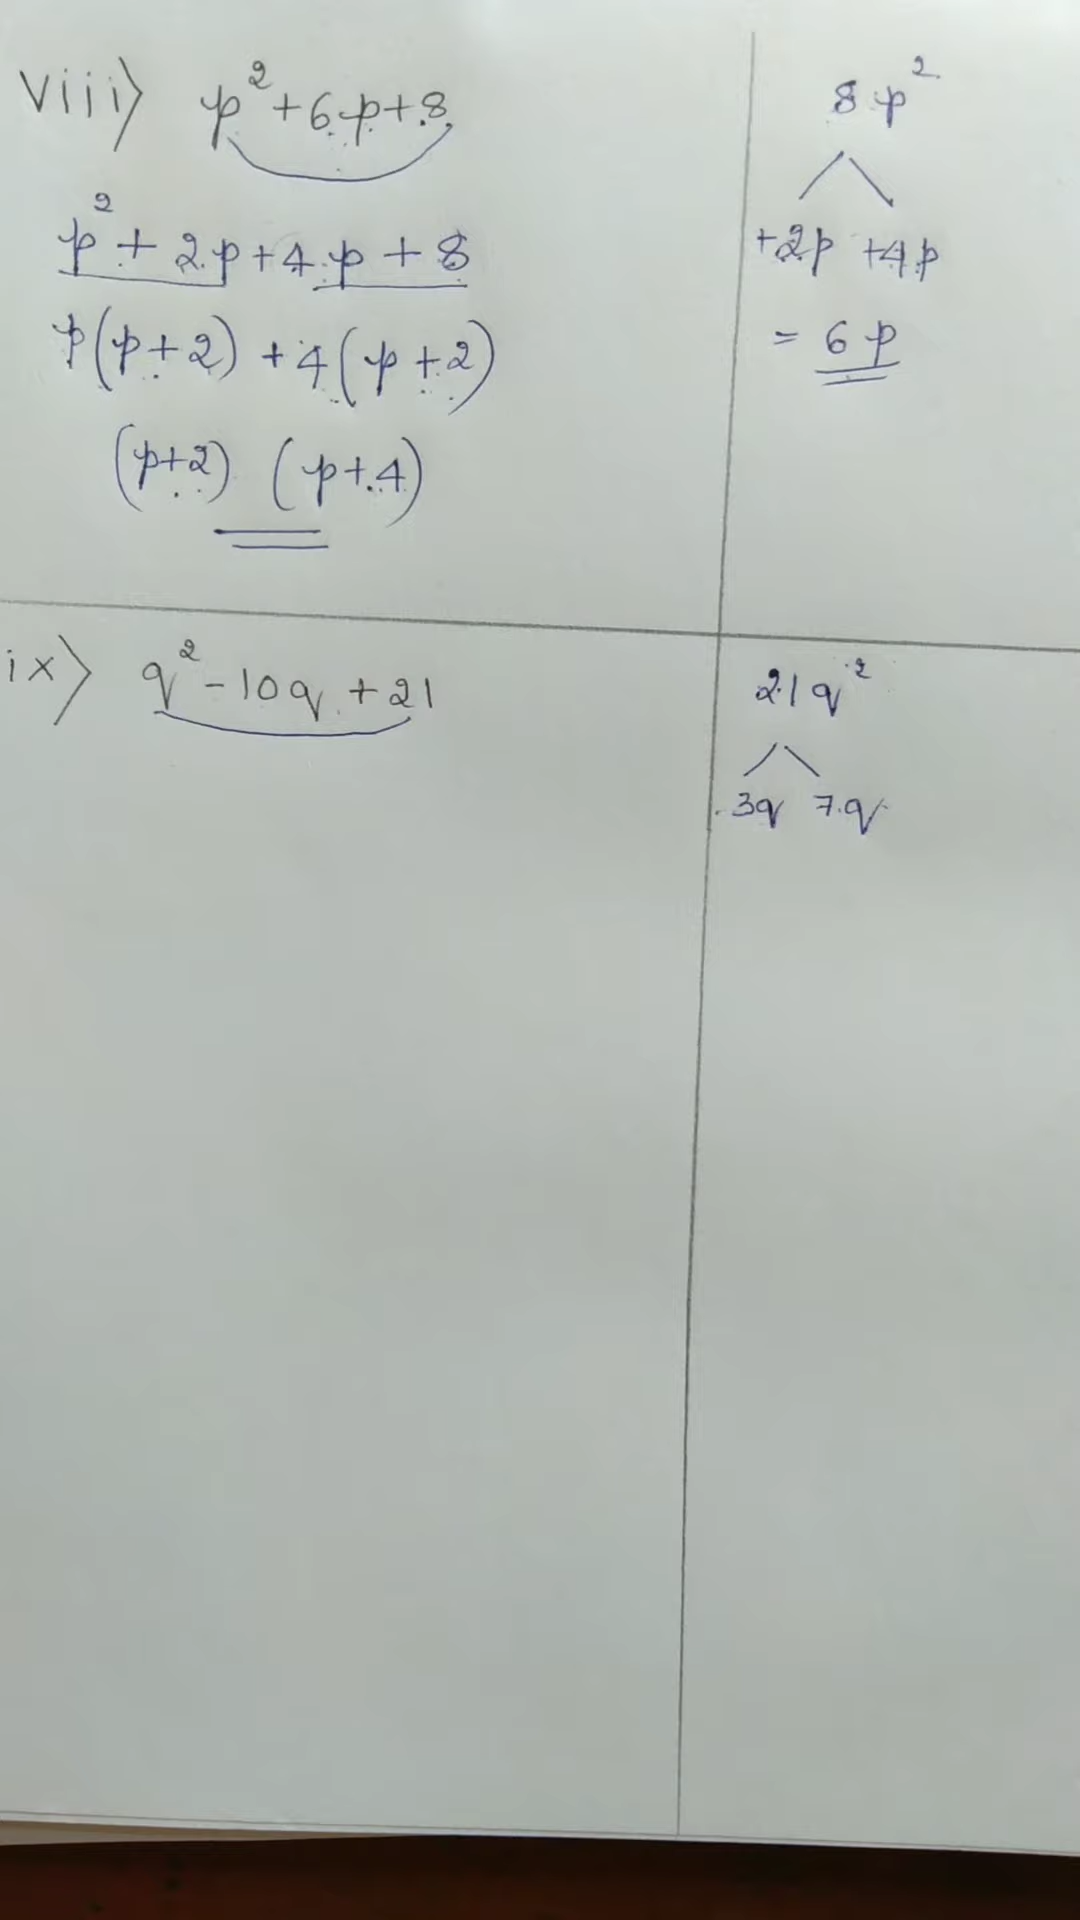 viii) p² + 6p + 8
p² + 2p + 4p + 8
p(p+2) + 4(p+2)
(p+2) (p+4)
8p²
+2p +4p
= 6p
ix) q² - 10q + 21
21q²
3q 7q